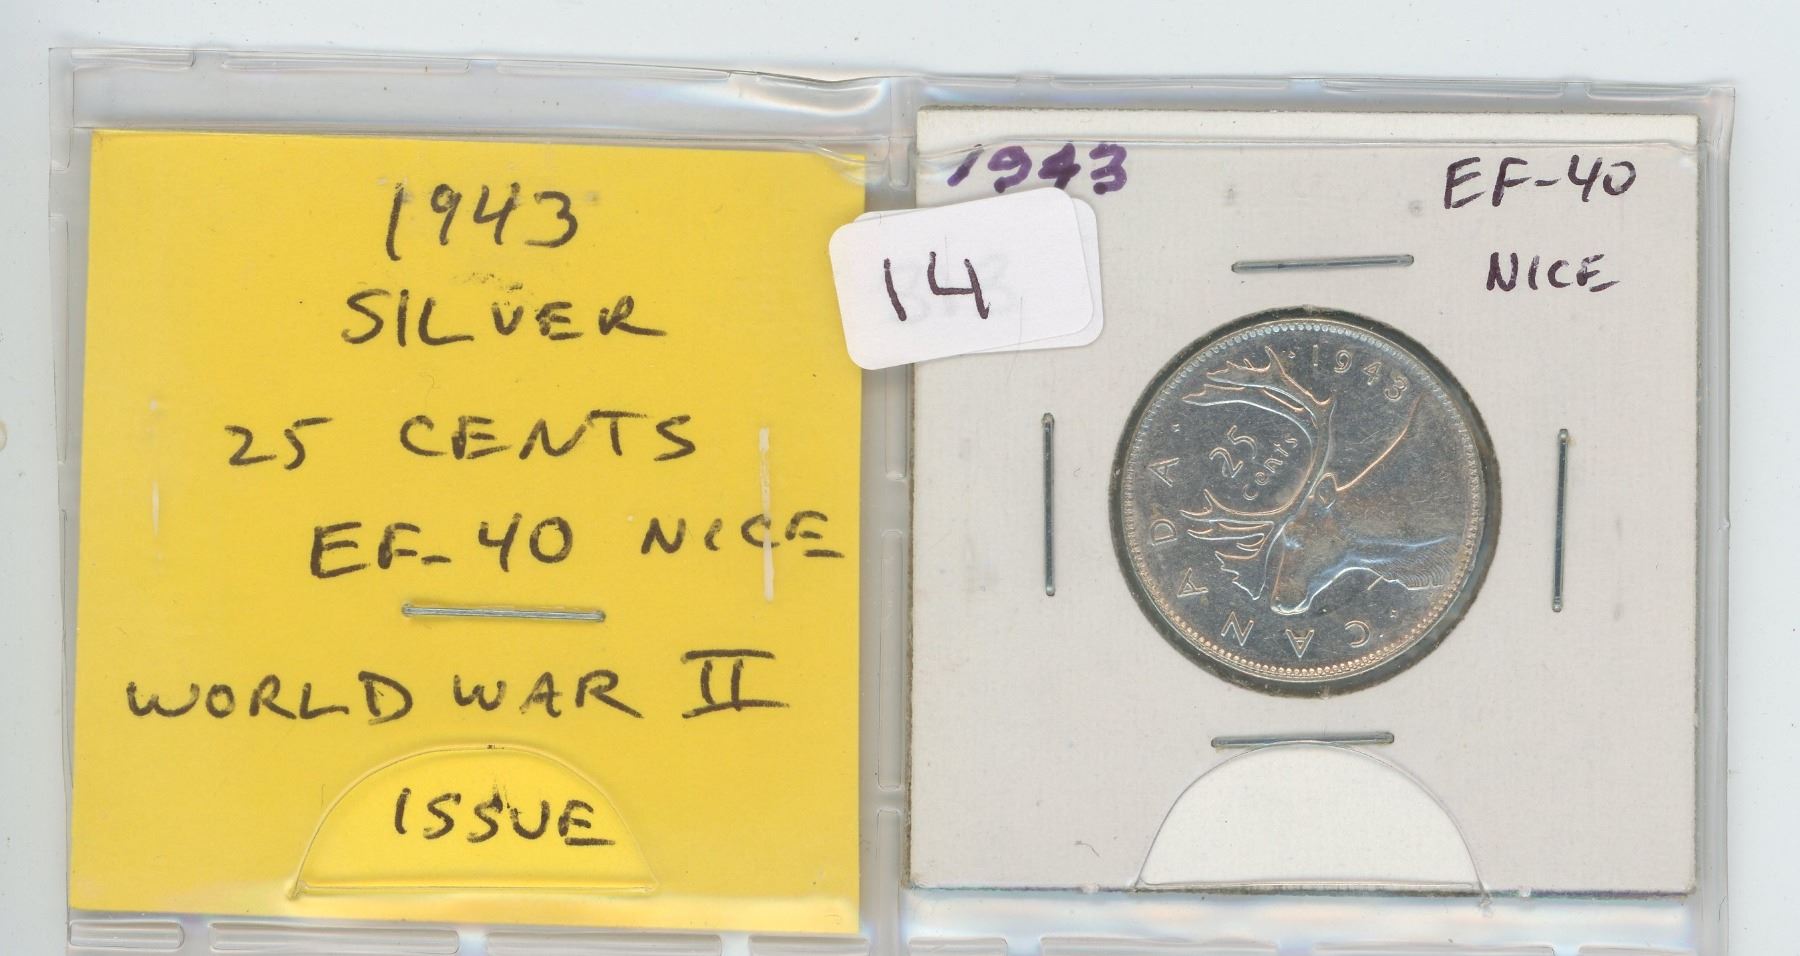 1943
SILVER
25 CENTS
EF-40 NICE
WORLD WAR II
ISSUE
14
1943
EF-40
NICE
1943
25
cents
CANADA